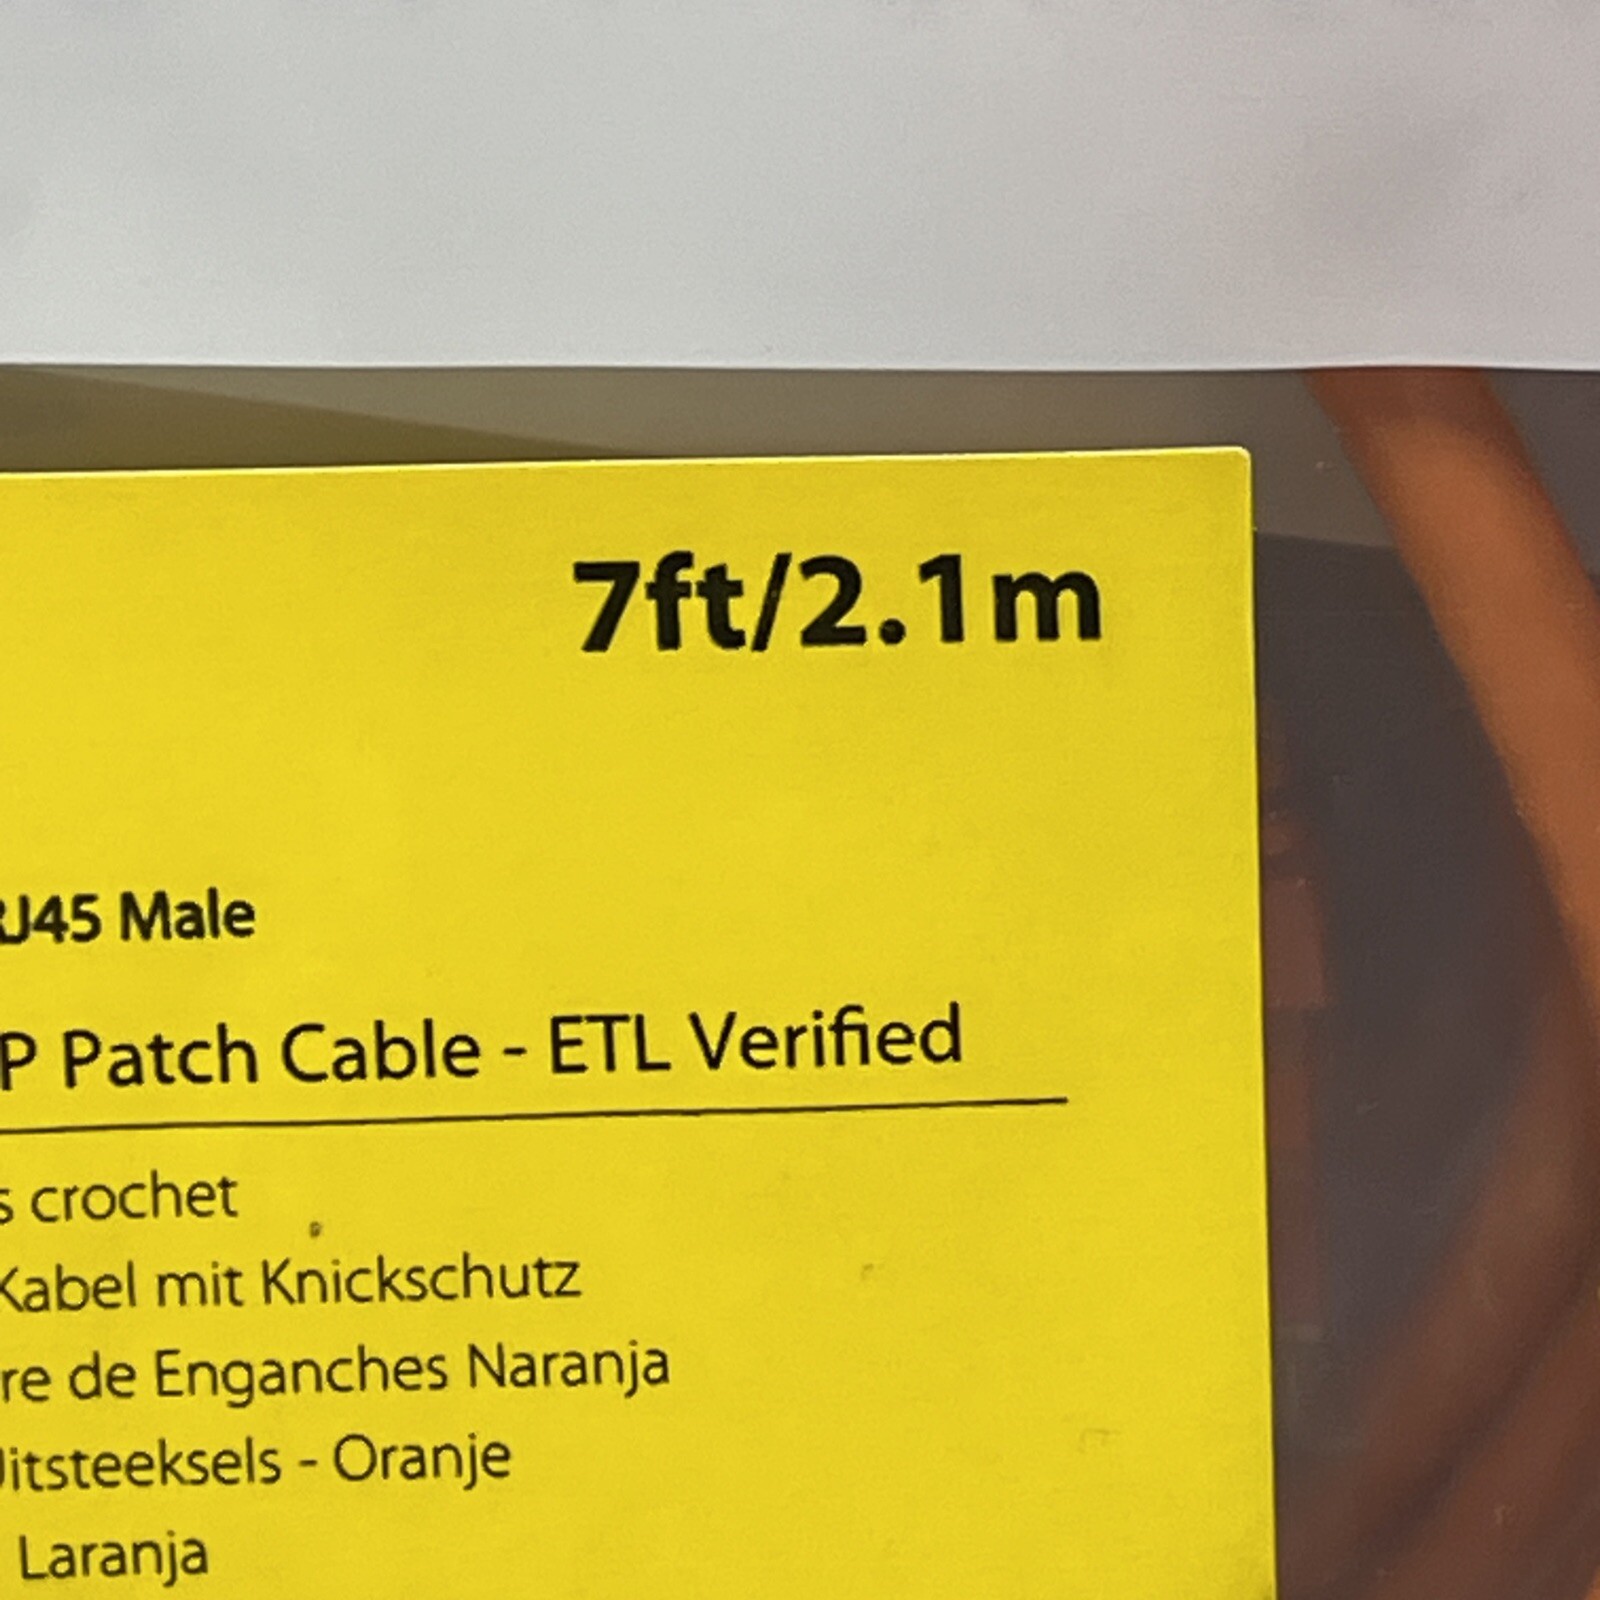 7ft/2.1m
RJ45 Male
P Patch Cable - ETL Verified
s crochet
Kabel mit Knickschutz
re de Enganches Naranja
Uitsteeksels - Oranje
Laranja